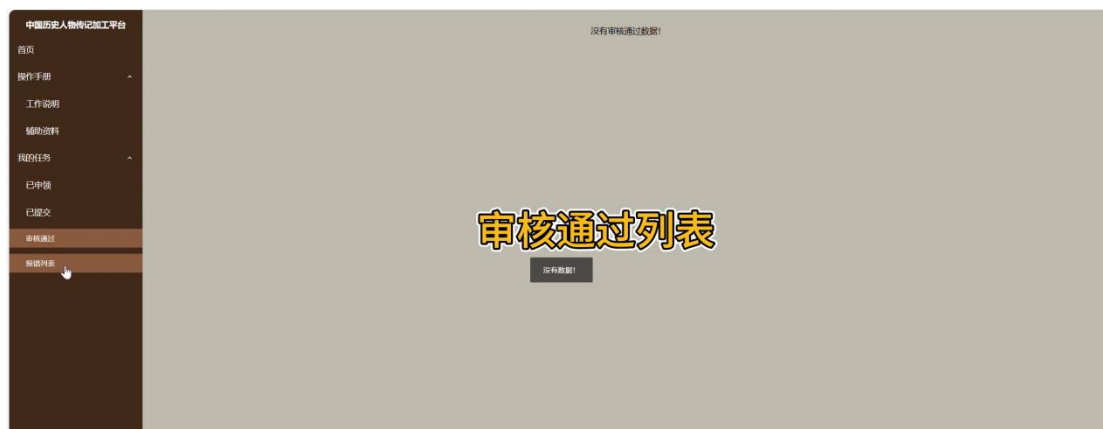 中国历史人物传记加工平台
首页
操作手册
工作说明
辅助资料
我的任务
已申领
已提交
审核通过
报错列表
没有审核通过数据!
审核通过列表
没有数据!